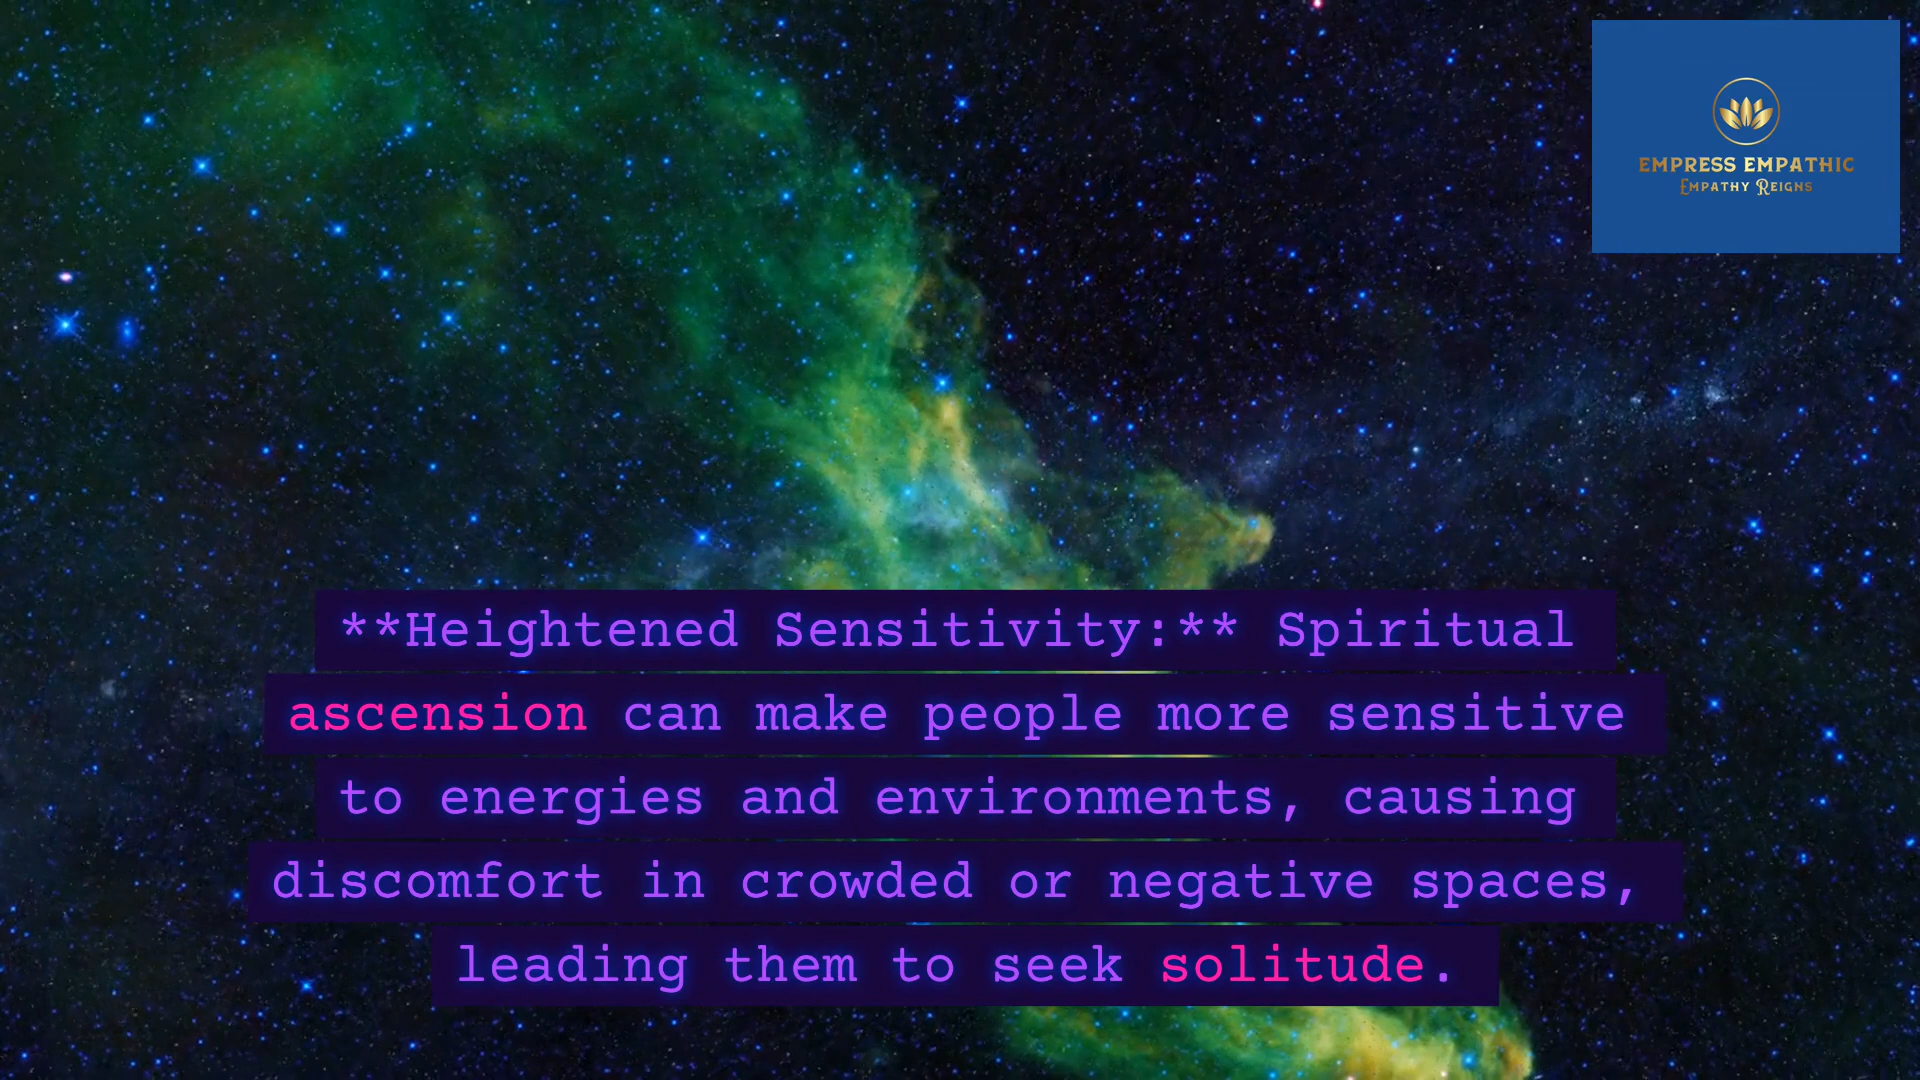 EMPRESS EMPATHIC
EMPATHY REIGNS
**Heightened Sensitivity:** Spiritual
ascension can make people more sensitive
to energies and environments, causing
discomfort in crowded or negative spaces,
leading them to seek solitude.